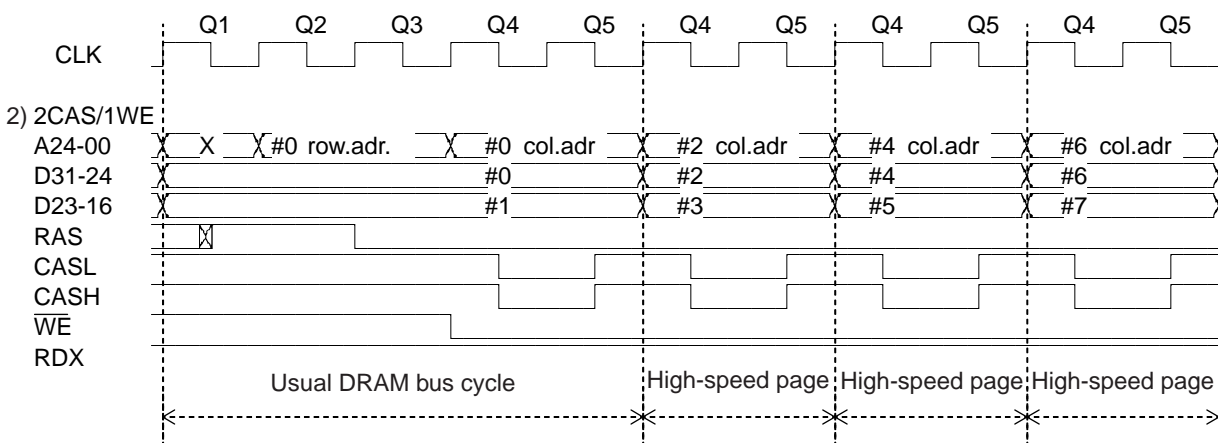 Q1 Q2 Q3 Q4 Q5 Q4 Q5 Q4 Q5 Q4 Q5
CLK
2) 2CAS/1WE
A24-00 X #0 row.adr. #0 col.adr #2 col.adr #4 col.adr #6 col.adr
D31-24 #0 #2 #4 #6
D23-16 #1 #3 #5 #7
RAS
CASL
CASH
WE
RDX
Usual DRAM bus cycle High-speed page High-speed page High-speed page